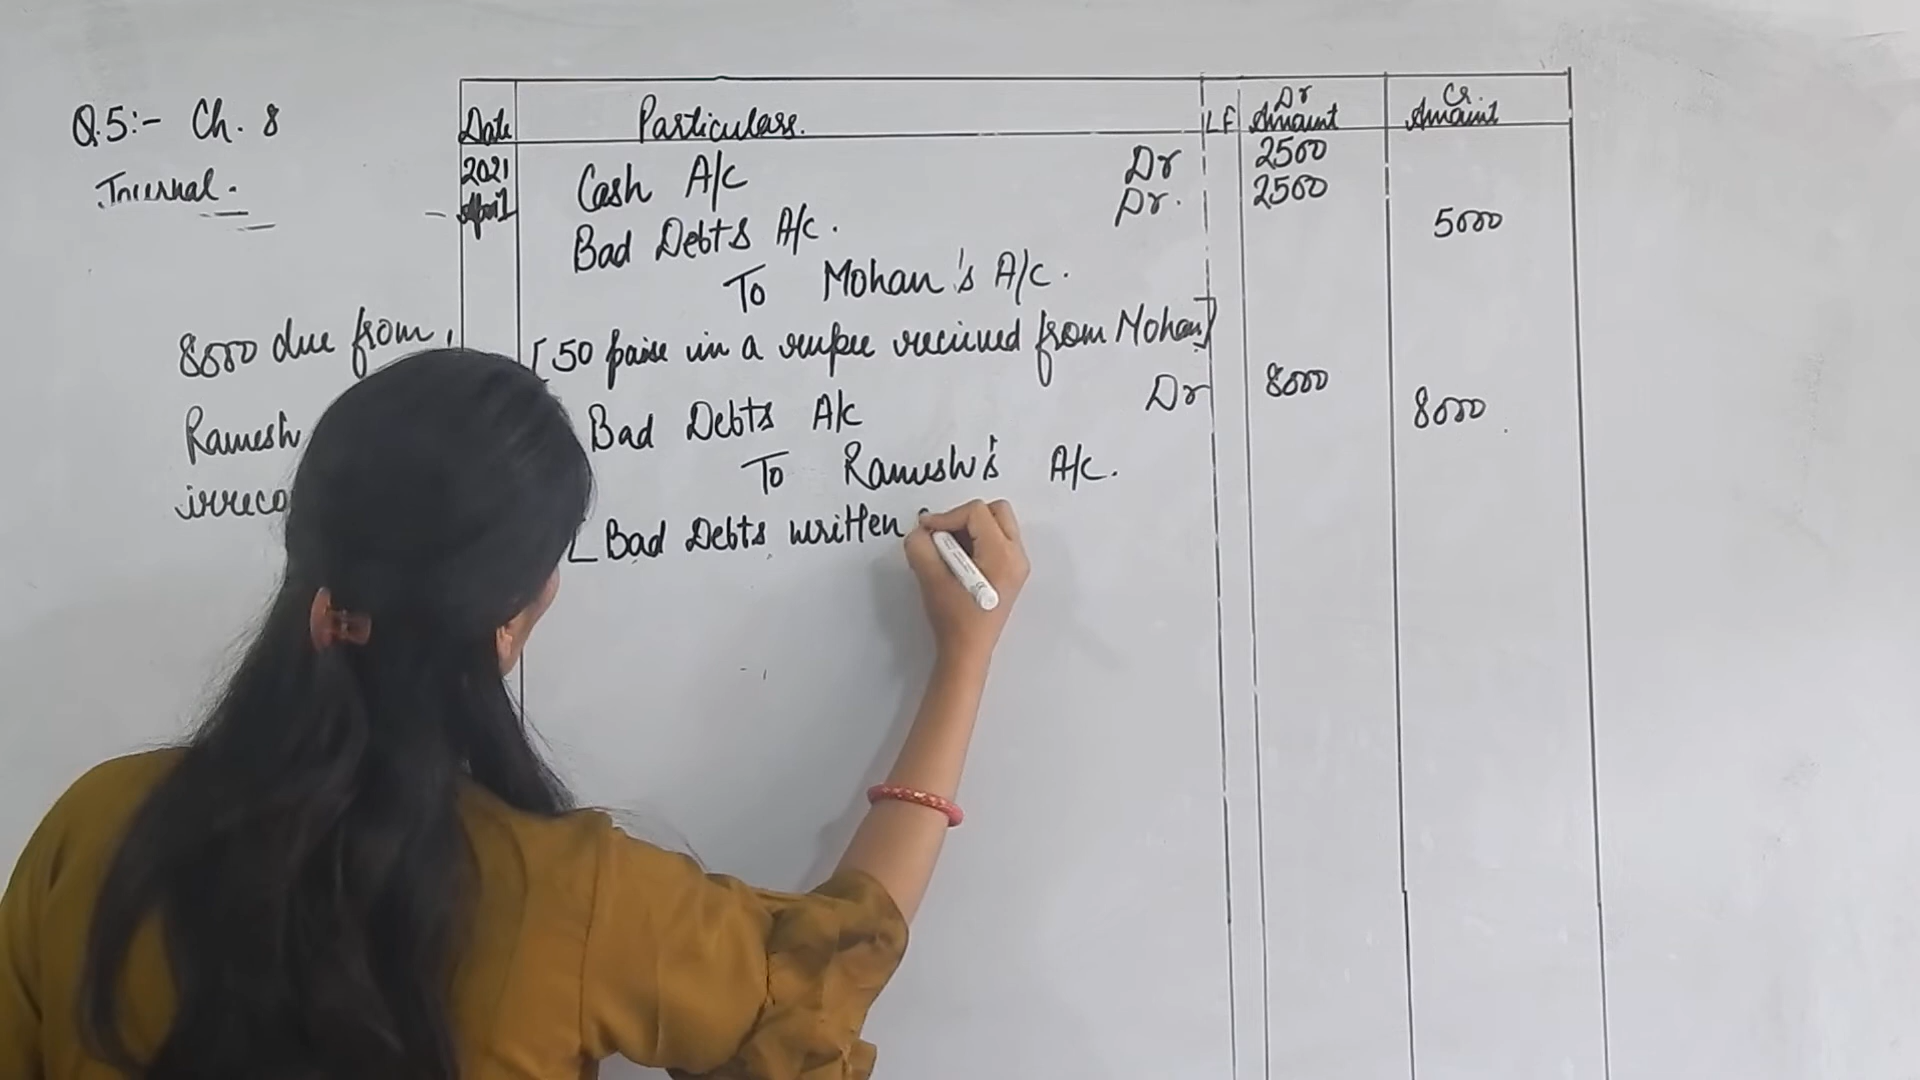 Q.5:- Ch. 8
Journal.
8000 due from
Ramesh
irreco
Date Particulars. LF Dr Amount Cr. Amount
2021 Cash A/c Dr 2500
April Bad Debts A/c. Dr. 2500
To Mohan's A/c. 5000
[50 paise in a rupee received from Mohan]
Bad Debts A/c Dr 8000
To Ramesh's A/c. 8000
[Bad Debts written